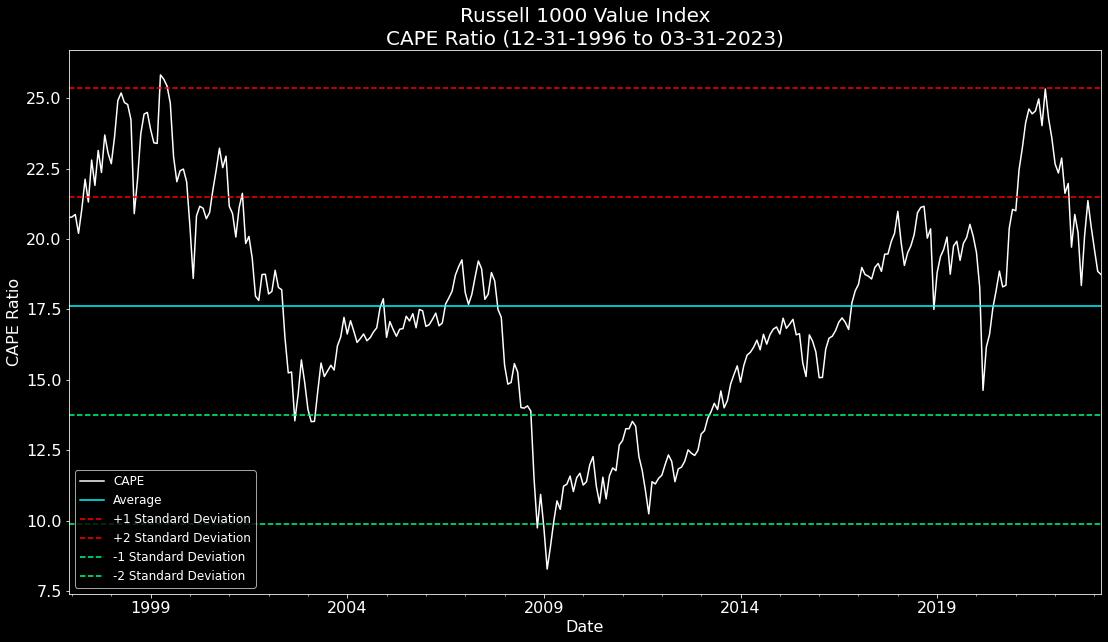 Russell 1000 Value Index
CAPE Ratio (12-31-1996 to 03-31-2023)
CAPE Ratio
25.0
22.5
20.0
17.5
15.0
12.5
10.0
7.5
CAPE
Average
+1 Standard Deviation
+2 Standard Deviation
-1 Standard Deviation
-2 Standard Deviation
1999
2004
2009
2014
2019
Date